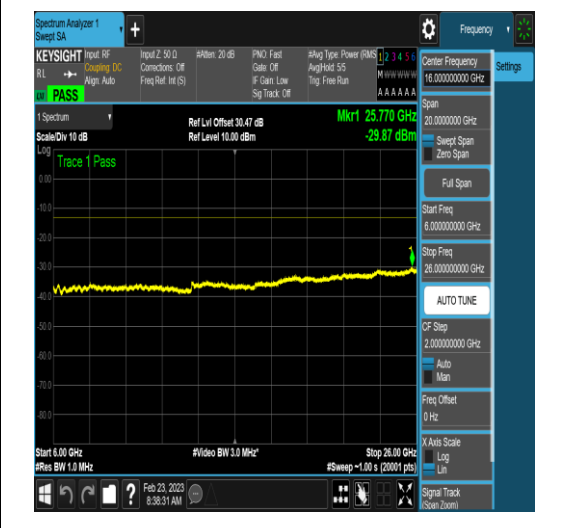 Spectrum Analyzer 1
Swept SA
+
Frequency
KEYSIGHT
RL
PASS
Input: RF
Coupling: DC
Align: Auto
Input Z: 50 Ω
Corrections: Off
Freq Ref: Int (S)
#Atten: 20 dB
PNO: Fast
Gate: Off
IF Gain: Low
Sig Track: Off
#Avg Type: Power (RMS)
Avg|Hold: 5/5
Trig: Free Run
1 2 3 4 5 6
M W W W W W
A A A A A A
1 Spectrum
Scale/Div 10 dB
Ref Lvl Offset 30.47 dB
Ref Level 10.00 dBm
Mkr1 25.770 GHz
-29.87 dBm
Log
Trace 1 Pass
0.00
-10.0
-20.0
-30.0
-40.0
-50.0
-60.0
-70.0
-80.0
1
Start 6.00 GHz
#Res BW 1.0 MHz
#Video BW 3.0 MHz*
Stop 26.00 GHz
#Sweep ~1.00 s (20001 pts)
?
Feb 23, 2023
8:38:31 AM
Center Frequency
16.000000000 GHz
Settings
Span
20.0000000 GHz
Swept Span
Zero Span
Full Span
Start Freq
6.000000000 GHz
Stop Freq
26.000000000 GHz
AUTO TUNE
CF Step
2.000000000 GHz
Auto
Man
Freq Offset
0 Hz
X Axis Scale
Log
Lin
Signal Track
(Span Zoom)